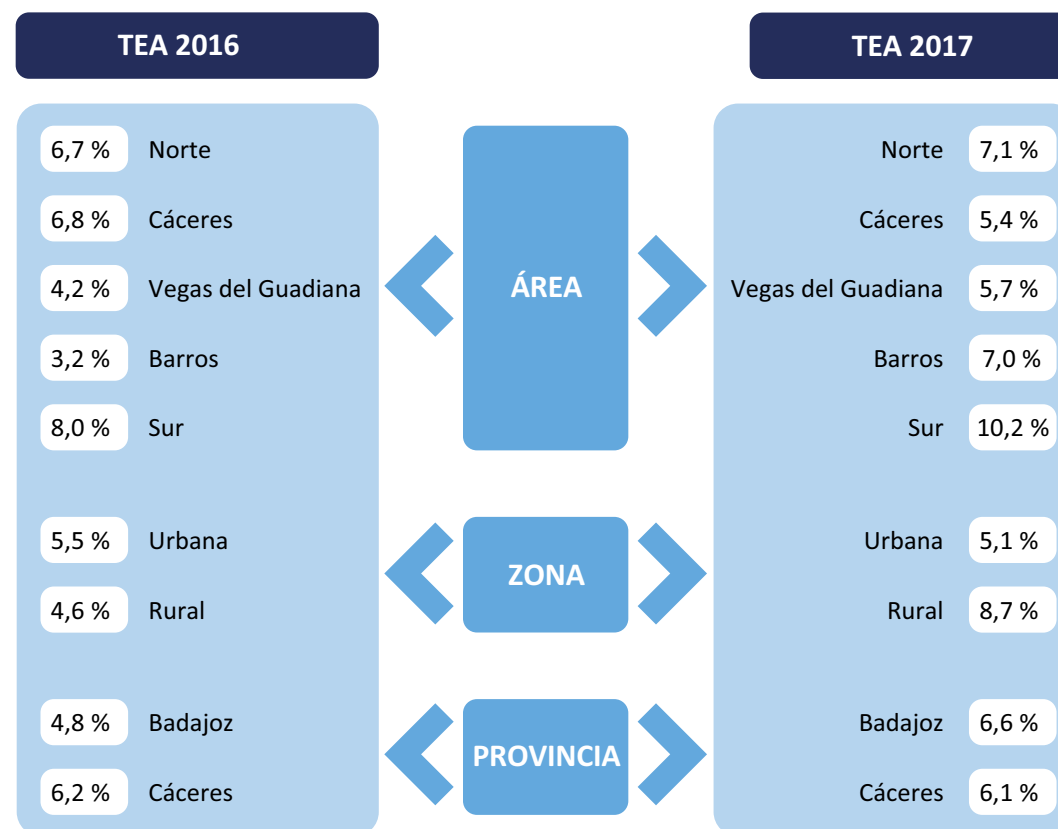 TEA 2016
TEA 2017
6,7 % Norte
Norte 7,1 %
6,8 % Cáceres
Cáceres 5,4 %
4,2 % Vegas del Guadiana
ÁREA
Vegas del Guadiana 5,7 %
3,2 % Barros
Barros 7,0 %
8,0 % Sur
Sur 10,2 %
5,5 % Urbana
Urbana 5,1 %
ZONA
4,6 % Rural
Rural 8,7 %
4,8 % Badajoz
Badajoz 6,6 %
PROVINCIA
6,2 % Cáceres
Cáceres 6,1 %